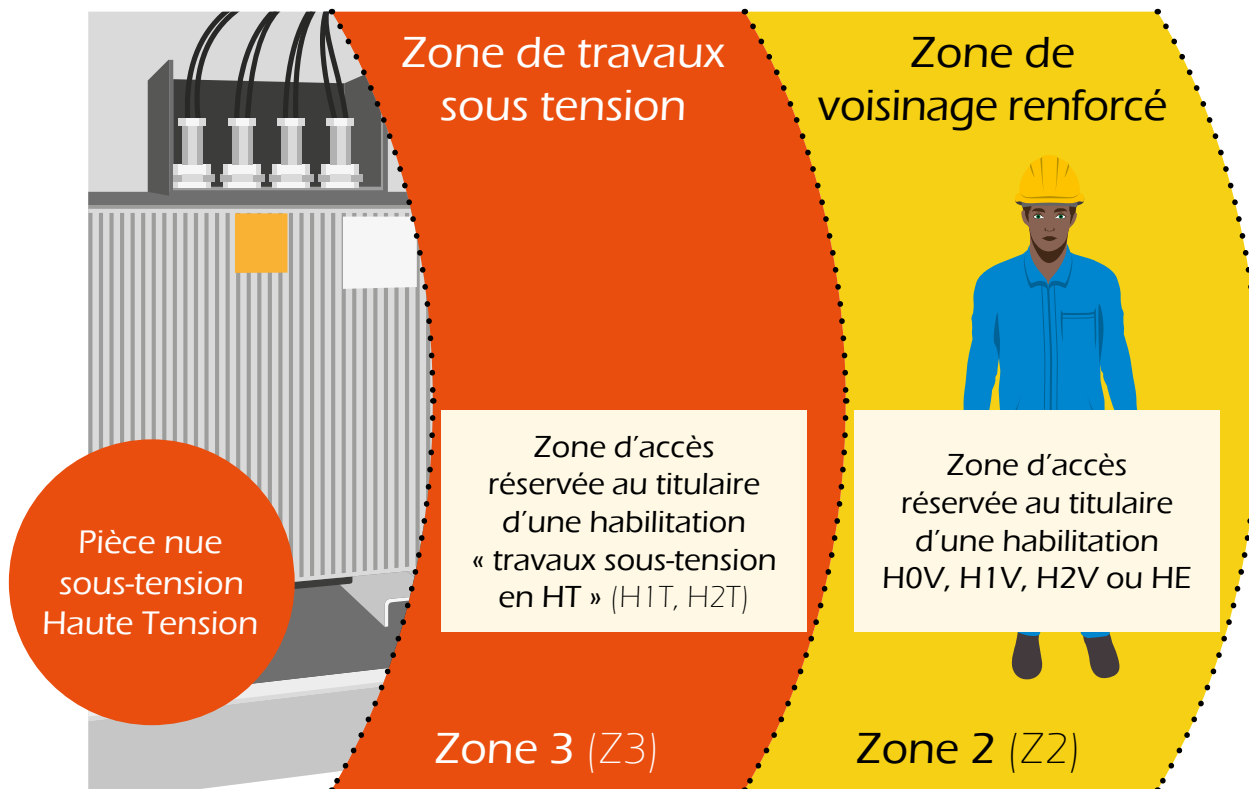 Zone de travaux
sous tension
Zone de
voisinage renforcé
Pièce nue
sous-tension
Haute Tension
Zone d'accès
réservée au titulaire
d'une habilitation
« travaux sous-tension
en HT » (H1T, H2T)
Zone d'accès
réservée au titulaire
d'une habilitation
H0V, H1V, H2V ou HE
Zone 3 (Z3)
Zone 2 (Z2)